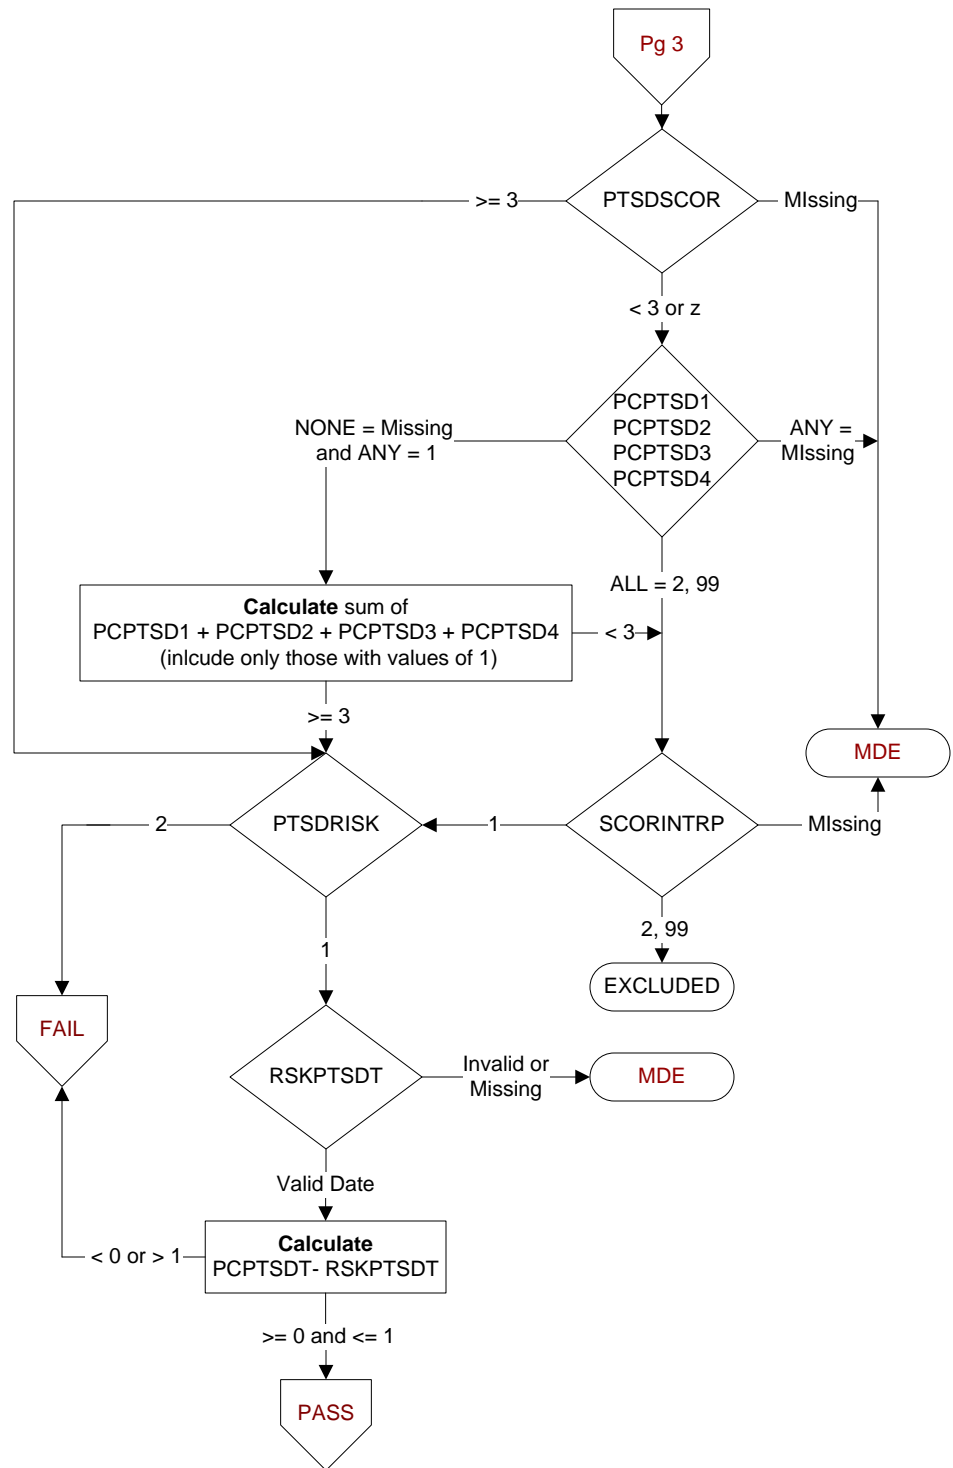 Pg 3
>= 3
PTSDSCOR
MIssing
< 3 or z
NONE = Missing
and ANY = 1
PCPTSD1
PCPTSD2
PCPTSD3
PCPTSD4
ANY =
MIssing
ALL = 2, 99
Calculate sum of
PCPTSD1 + PCPTSD2 + PCPTSD3 + PCPTSD4
(inlcude only those with values of 1)
< 3
>= 3
MDE
2
PTSDRISK
1
SCORINTRP
MIssing
1
2, 99
EXCLUDED
FAIL
RSKPTSDT
Invalid or
Missing
MDE
Valid Date
< 0 or > 1
Calculate
PCPTSDT- RSKPTSDT
>= 0 and <= 1
PASS